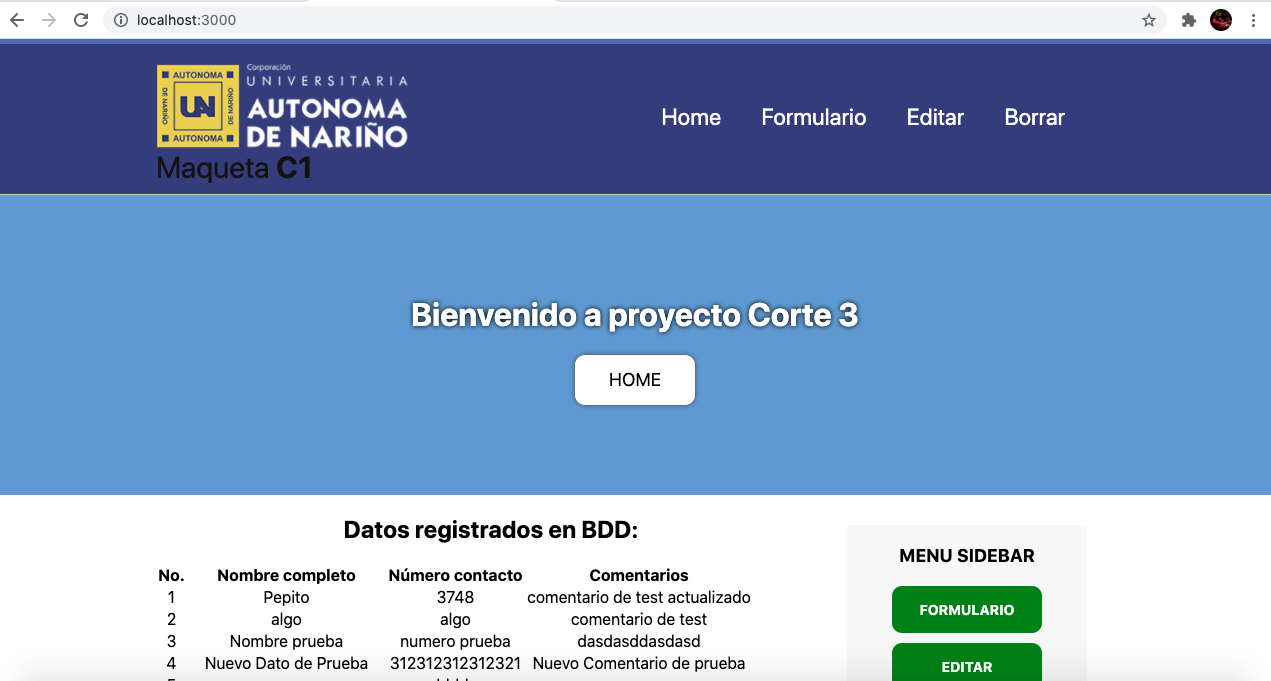 localhost:3000
AUTONOMA
DE NARIÑO
UAN
DE NARIÑO
AUTONOMA
Corporación
UNIVERSITARIA
AUTONOMA
DE NARIÑO
Maqueta C1
Home Formulario Editar Borrar
Bienvenido a proyecto Corte 3
HOME
Datos registrados en BDD:
No. Nombre completo Número contacto Comentarios
1 Pepito 3748 comentario de test actualizado
2 algo algo comentario de test
3 Nombre prueba numero prueba dasdasddasdasd
4 Nuevo Dato de Prueba 312312312312321 Nuevo Comentario de prueba
MENU SIDEBAR
FORMULARIO
EDITAR